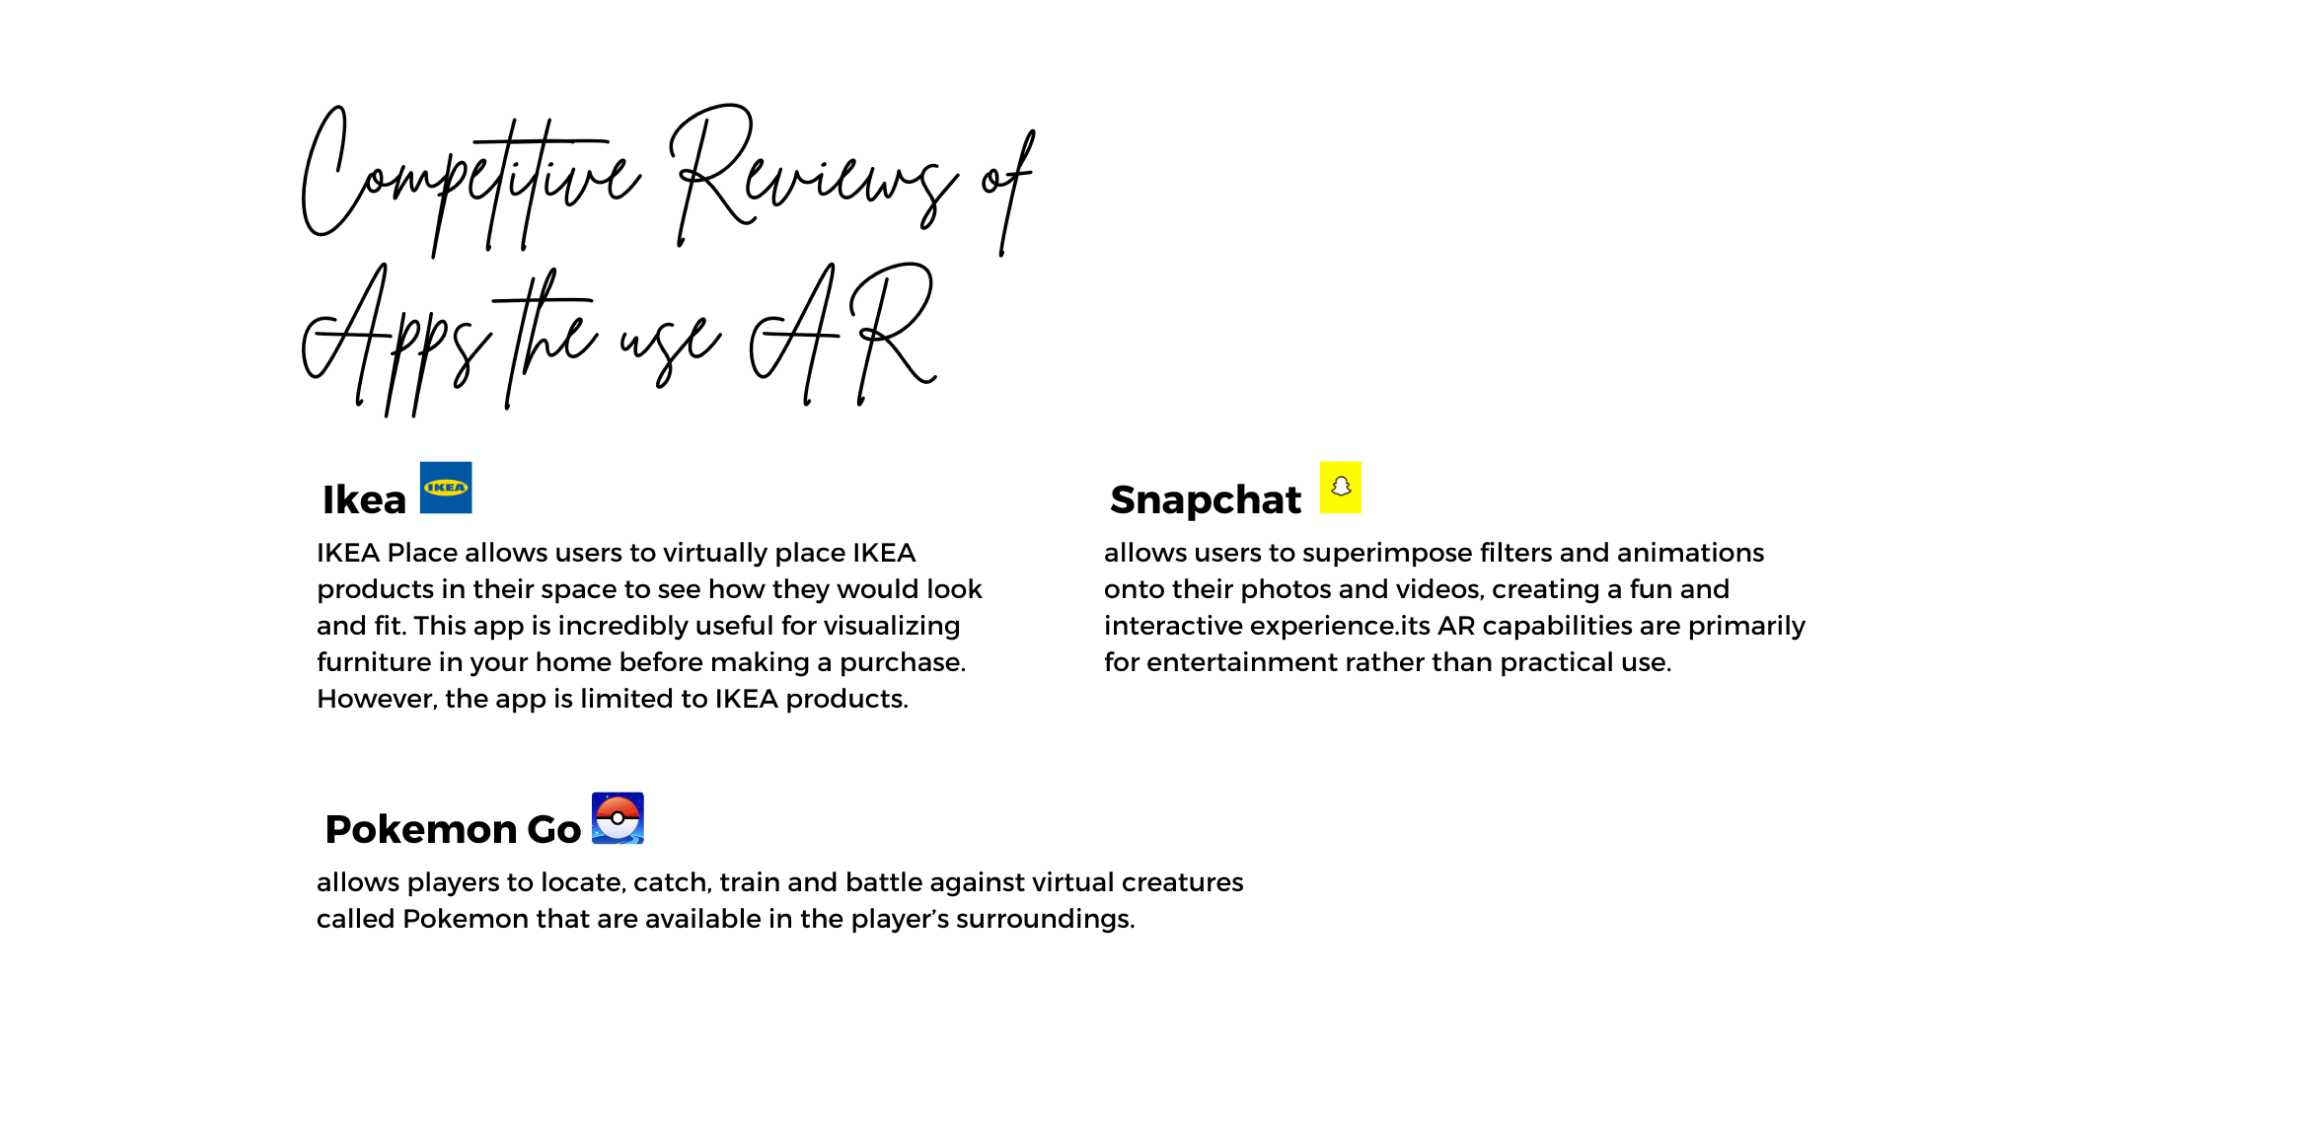 Competitive Reviews of
Apps the use AR
Ikea
IKEA
IKEA Place allows users to virtually place IKEA
products in their space to see how they would look
and fit. This app is incredibly useful for visualizing
furniture in your home before making a purchase.
However, the app is limited to IKEA products.
Snapchat
allows users to superimpose filters and animations
onto their photos and videos, creating a fun and
interactive experience.its AR capabilities are primarily
for entertainment rather than practical use.
Pokemon Go
allows players to locate, catch, train and battle against virtual creatures
called Pokemon that are available in the player’s surroundings.